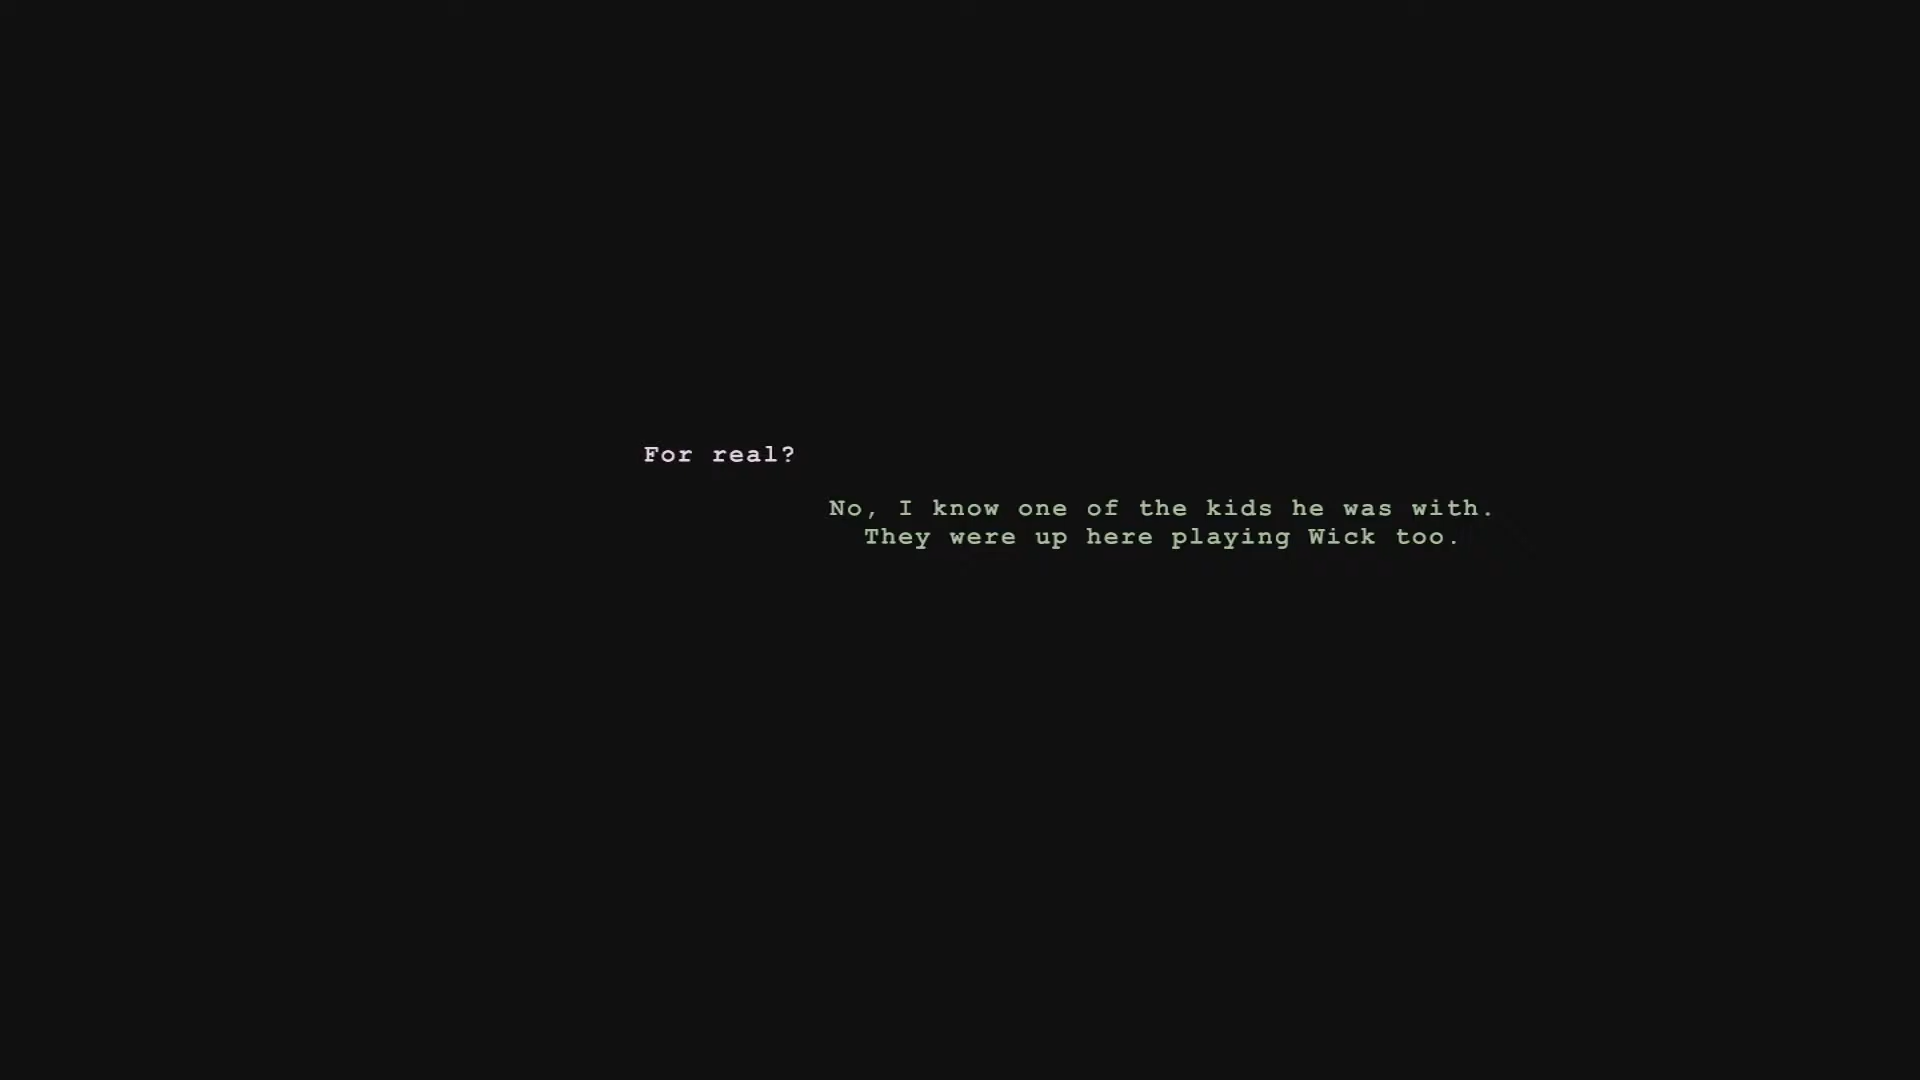 For real?
No, I know one of the kids he was with.
They were up here playing Wick too.